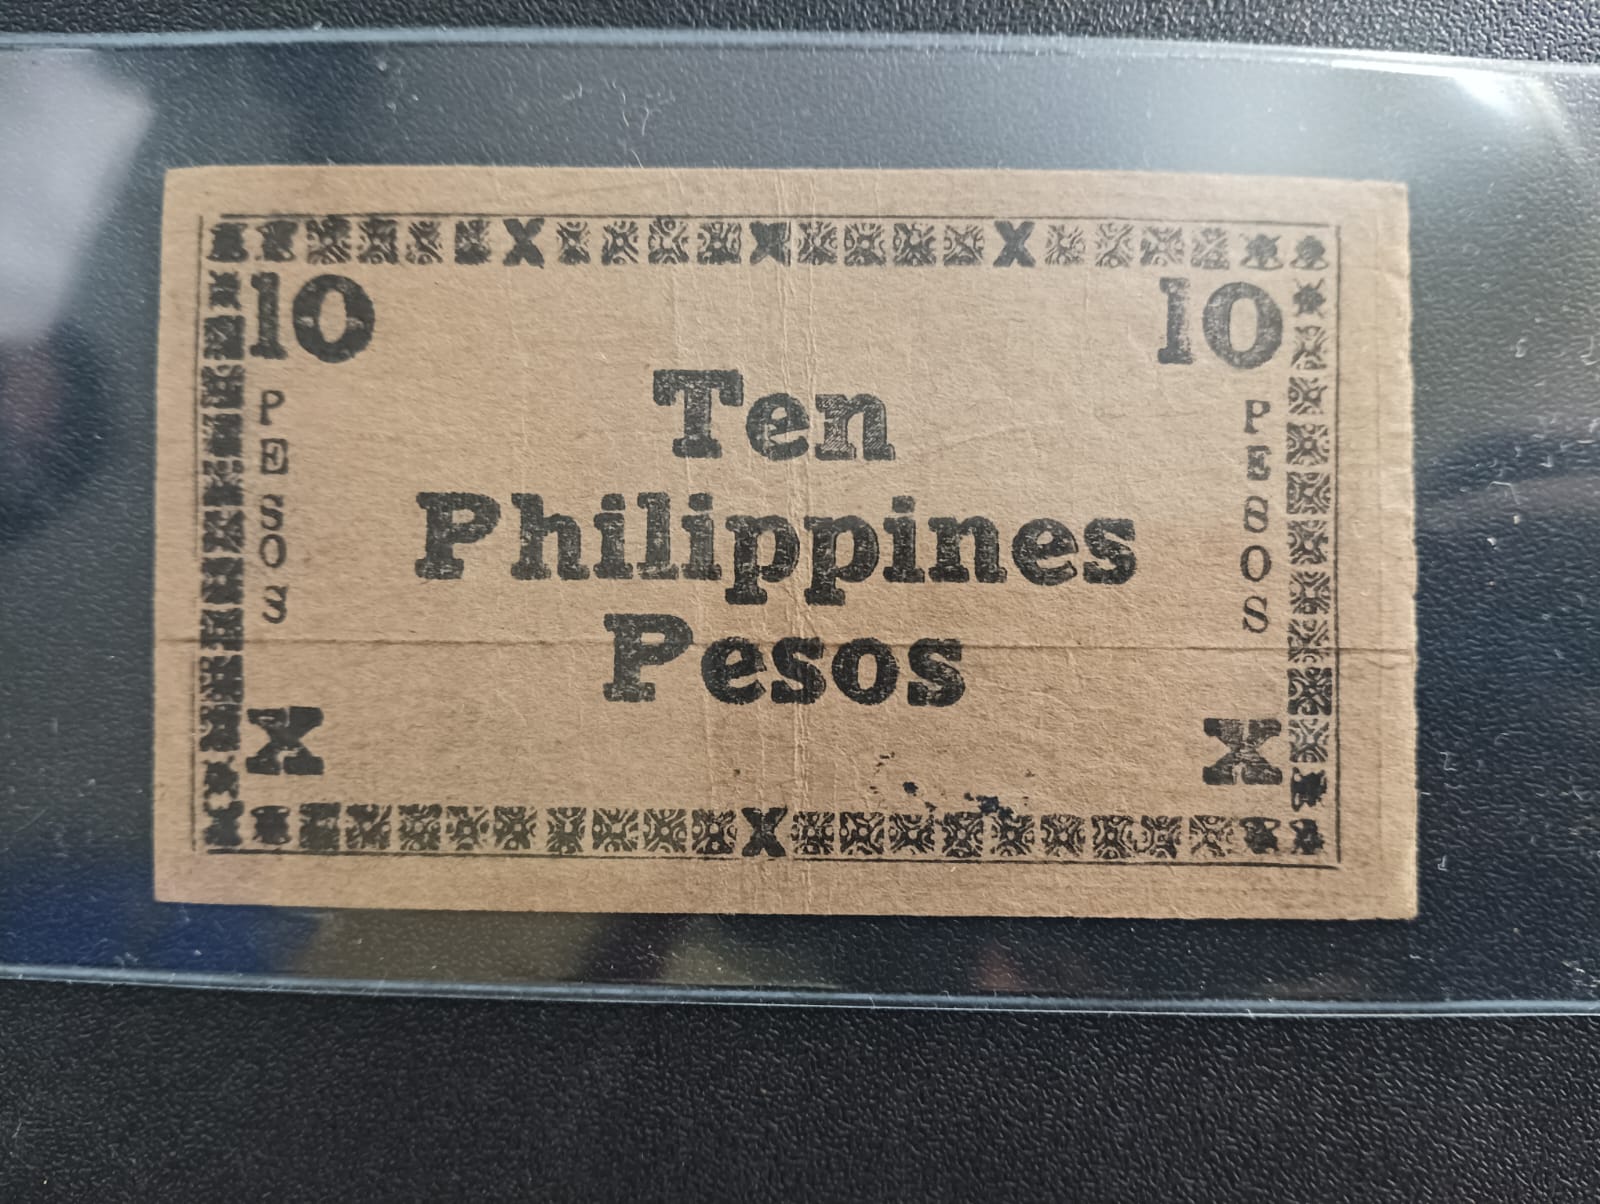 X X X
10 10
PESOS PESOS
Ten
Philippines
Pesos
X X
X